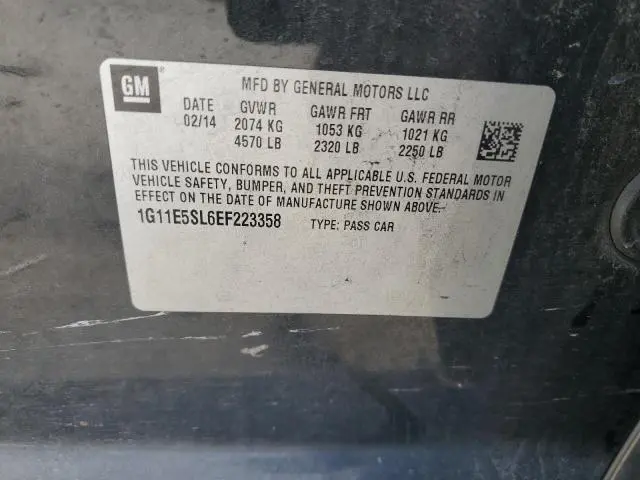 GM
MFD BY GENERAL MOTORS LLC
DATE GVWR GAWR FRT GAWR RR
02/14 2074 KG 1053 KG 1021 KG
4570 LB 2320 LB 2250 LB
THIS VEHICLE CONFORMS TO ALL APPLICABLE U.S. FEDERAL MOTOR
VEHICLE SAFETY, BUMPER, AND THEFT PREVENTION STANDARDS IN
EFFECT ON THE DATE OF MANUFACTURE SHOWN ABOVE.
1G11E5SL6EF223358 TYPE: PASS CAR